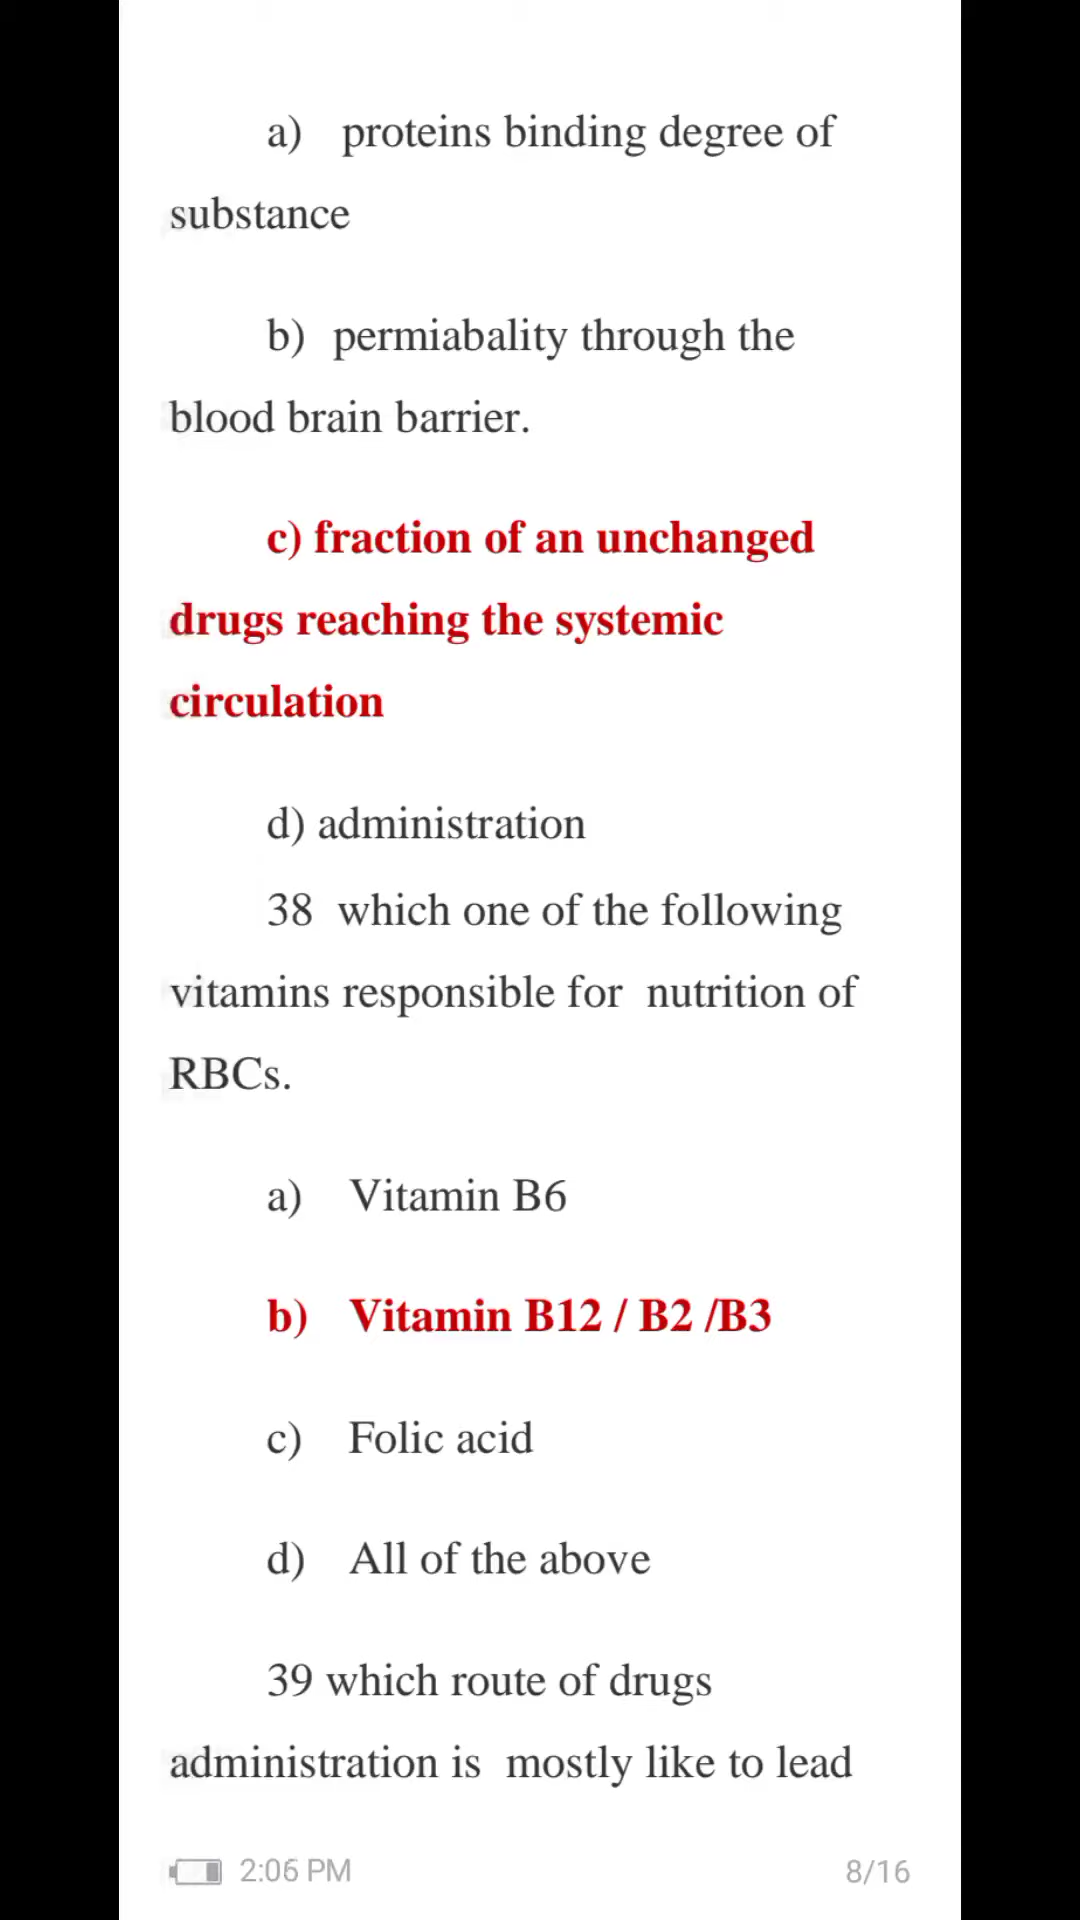 a) proteins binding degree of
substance
b) permiabality through the
blood brain barrier.
c) fraction of an unchanged
drugs reaching the systemic
circulation
d) administration
38 which one of the following
vitamins responsible for nutrition of
RBCs.
a) Vitamin B6
b) Vitamin B12 / B2 /B3
c) Folic acid
d) All of the above
39 which route of drugs
administration is mostly like to lead
2:06 PM 8/16